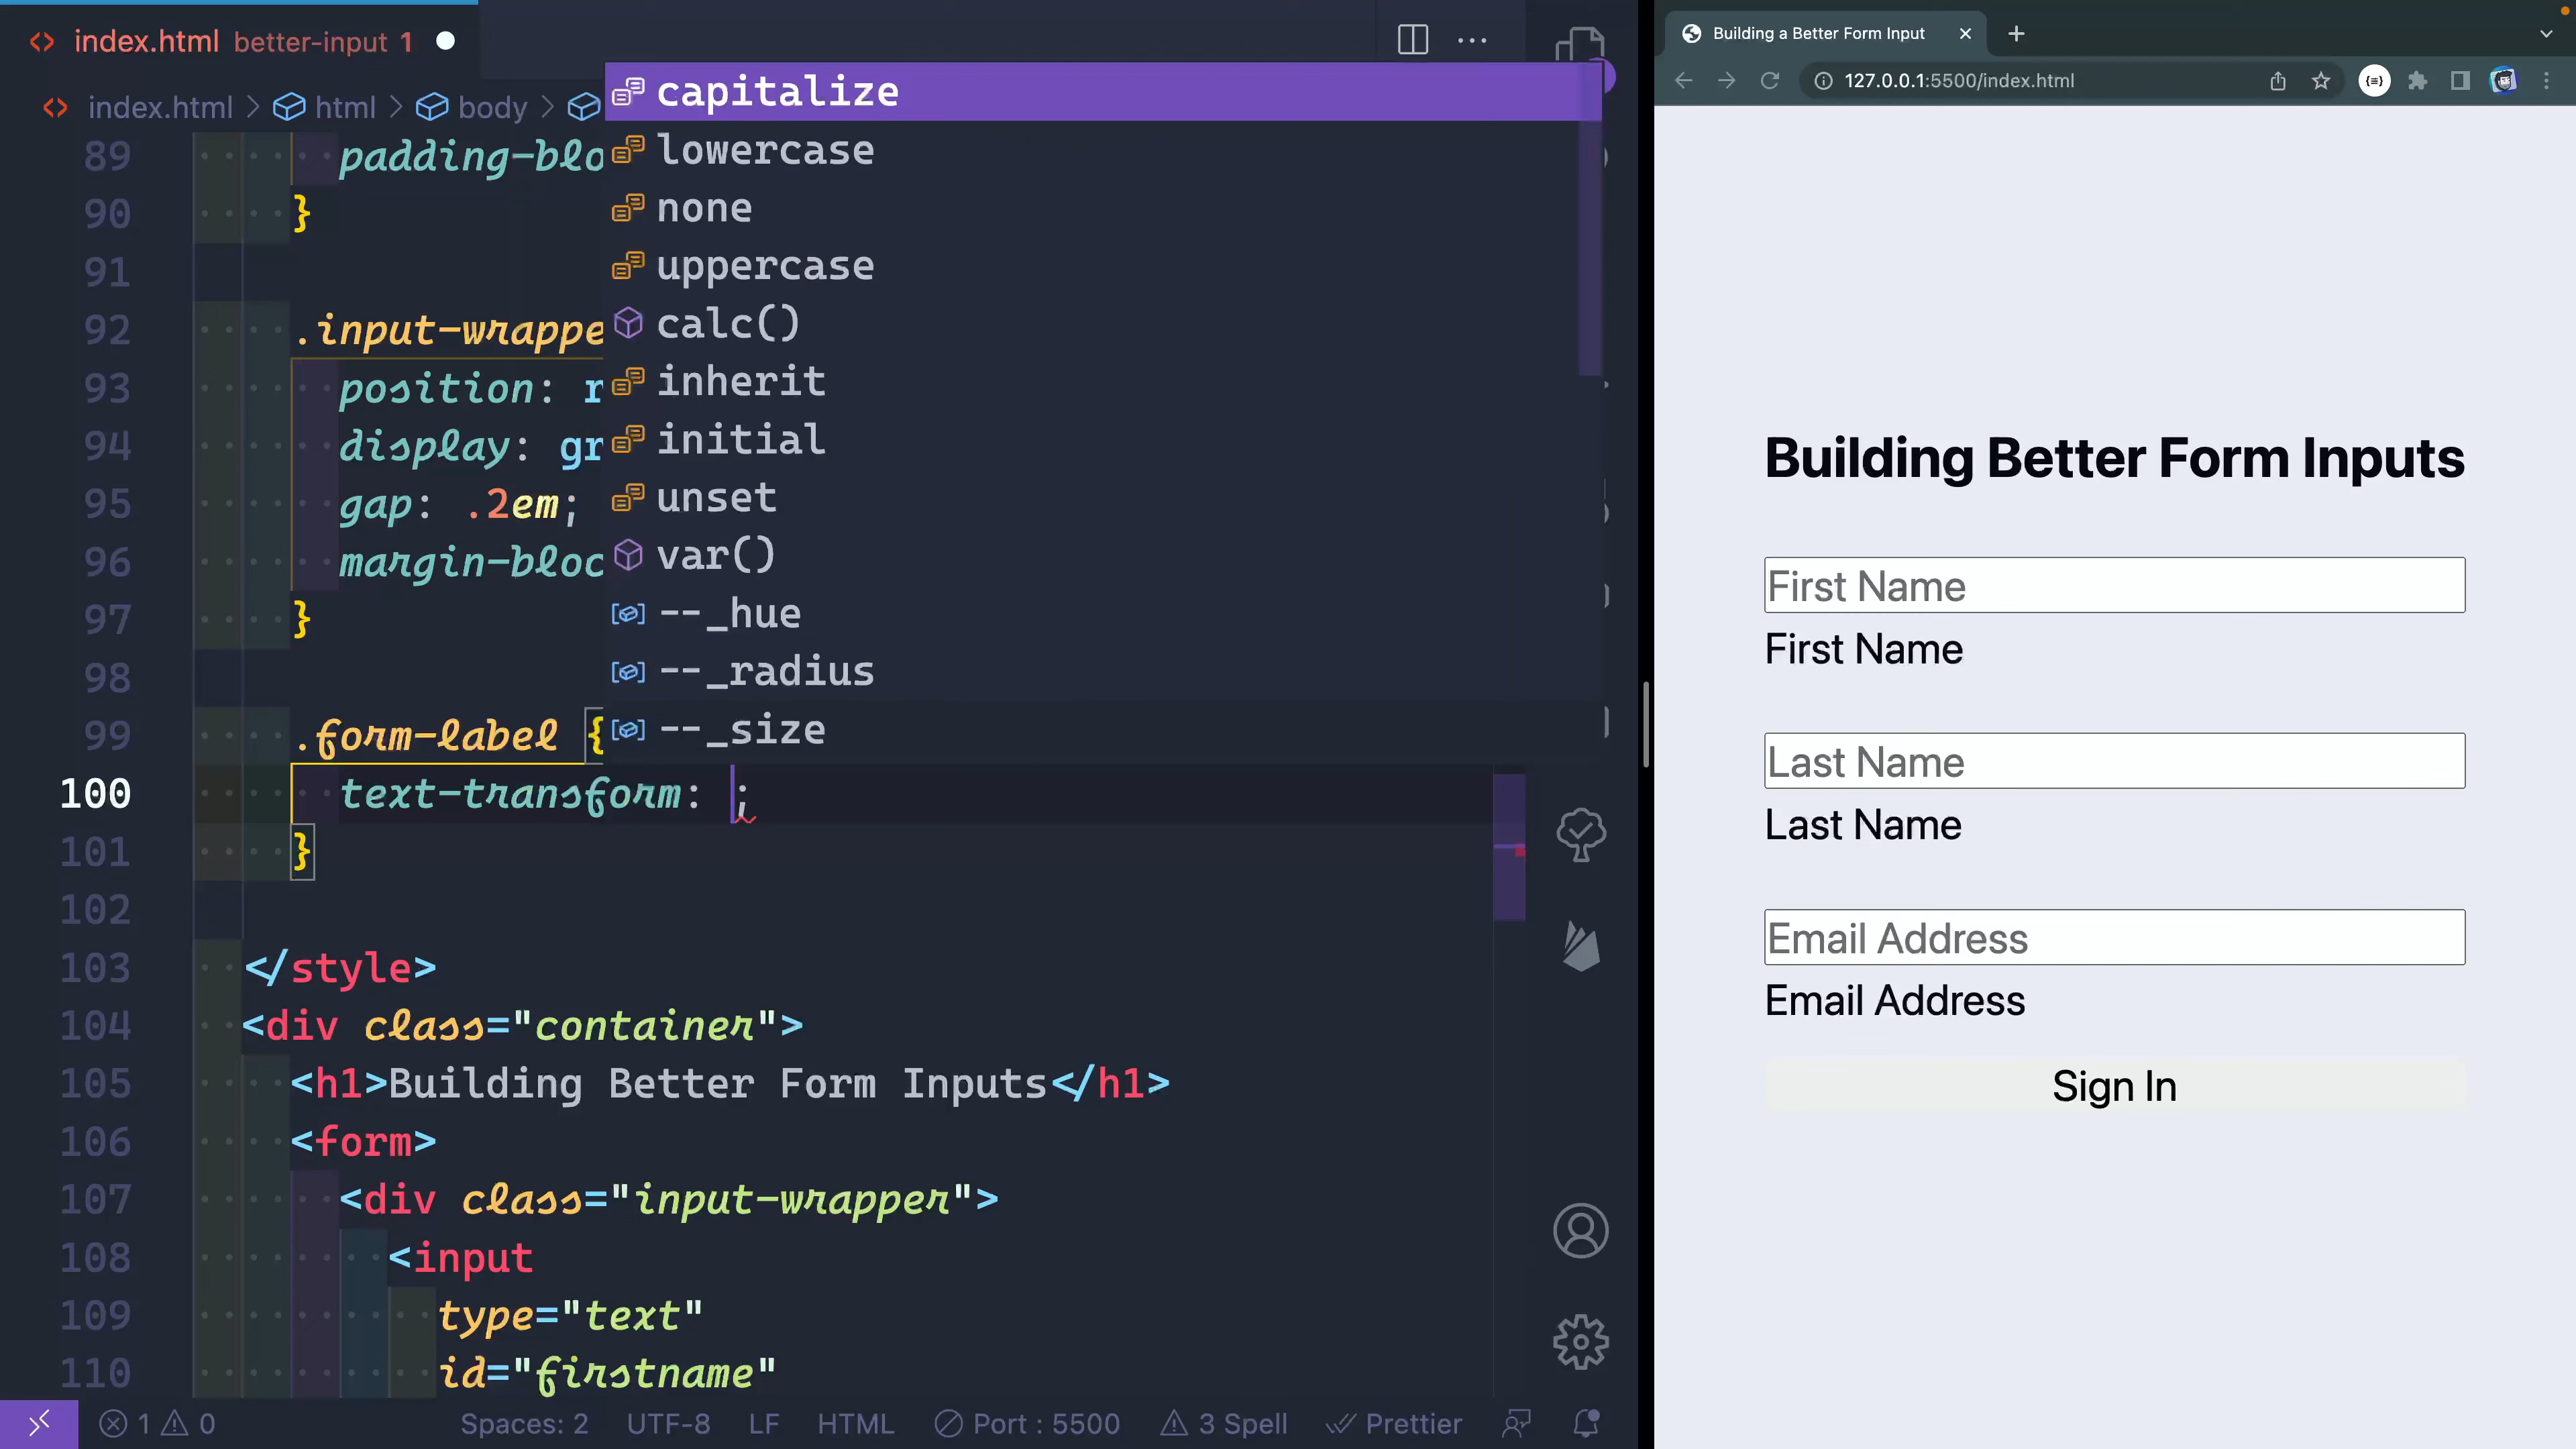 index.html better-input 1
index.html > html > body >
capitalize
lowercase
none
uppercase
calc()
inherit
initial
unset
var()
--_hue
--_radius
--_size
89 padding-blo
90 }
91
92 .input-wrappe
93 position: r
94 display: gr
95 gap: .2em;
96 margin-bloc
97 }
98
99 .form-label {
100 text-transform: ;
101 }
102
103 </style>
104 <div class="container">
105 <h1>Building Better Form Inputs</h1>
106 <form>
107 <div class="input-wrapper">
108 <input
109 type="text"
110 id="firstname"
1 0 Spaces: 2 UTF-8 LF HTML Port : 5500 3 Spell Prettier
Building a Better Form Input
127.0.0.1:5500/index.html
Building Better Form Inputs
First Name
First Name
Last Name
Last Name
Email Address
Email Address
Sign In